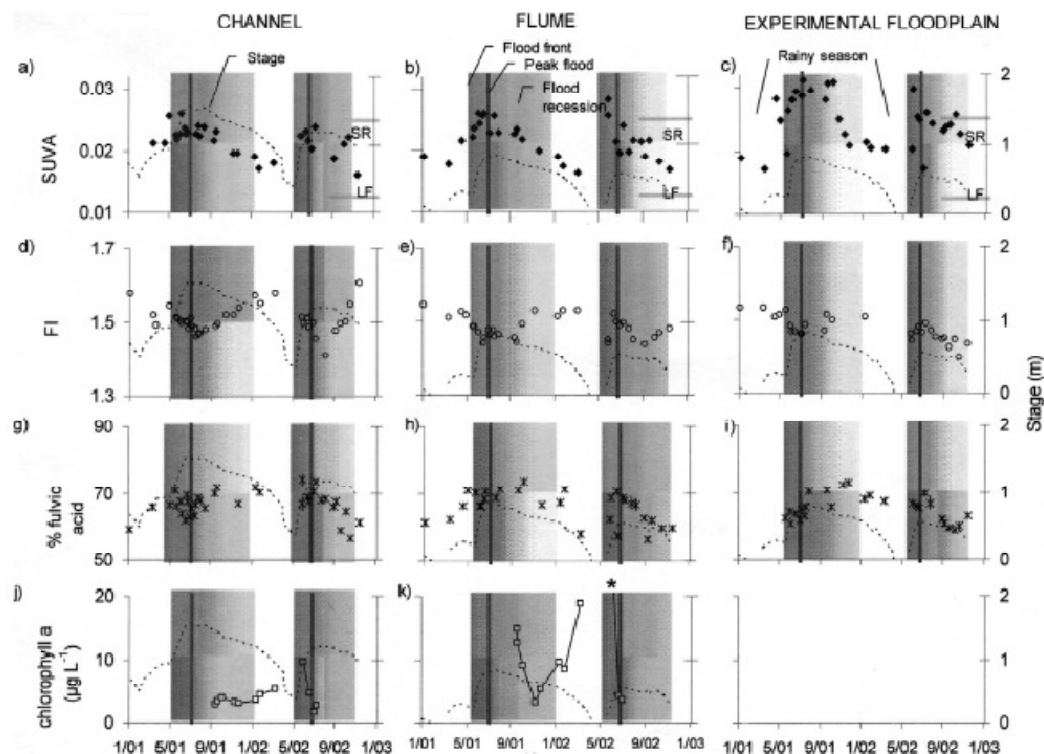 CHANNEL FLUME EXPERIMENTAL FLOODPLAIN
a) Stage b) Flood front Peak flood Flood recession c) Rainy season
0.03 0.02 0.01
SUVA
SR LF SR LF SR LF
2 1 0
d) e) f)
1.7 1.5 1.3
FI
2 1 0
Stage (m)
g) h) i)
90 70 50
% fulvic acid
2 1 0
j) k) *
20 10 0
chlorophyll a (µg L⁻¹)
2 1 0
1/01 5/01 9/01 1/02 5/02 9/02 1/03 1/01 5/01 9/01 1/02 5/02 9/02 1/03 1/01 5/01 9/01 1/02 5/02 9/02 1/03